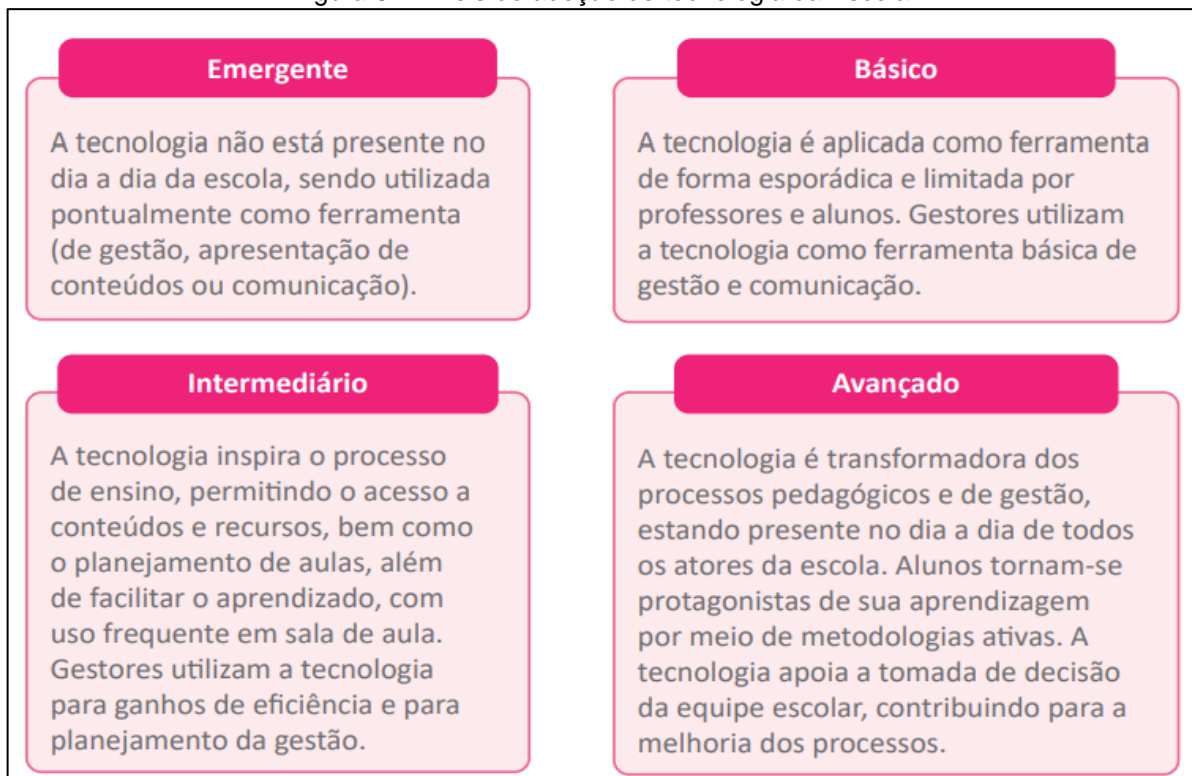 Emergente
A tecnologia não está presente no
dia a dia da escola, sendo utilizada
pontualmente como ferramenta
(de gestão, apresentação de
conteúdos ou comunicação).
Básico
A tecnologia é aplicada como ferramenta
de forma esporádica e limitada por
professores e alunos. Gestores utilizam
a tecnologia como ferramenta básica de
gestão e comunicação.
Intermediário
A tecnologia inspira o processo
de ensino, permitindo o acesso a
conteúdos e recursos, bem como
o planejamento de aulas, além
de facilitar o aprendizado, com
uso frequente em sala de aula.
Gestores utilizam a tecnologia
para ganhos de eficiência e para
planejamento da gestão.
Avançado
A tecnologia é transformadora dos
processos pedagógicos e de gestão,
estando presente no dia a dia de todos
os atores da escola. Alunos tornam-se
protagonistas de sua aprendizagem
por meio de metodologias ativas. A
tecnologia apoia a tomada de decisão
da equipe escolar, contribuindo para a
melhoria dos processos.